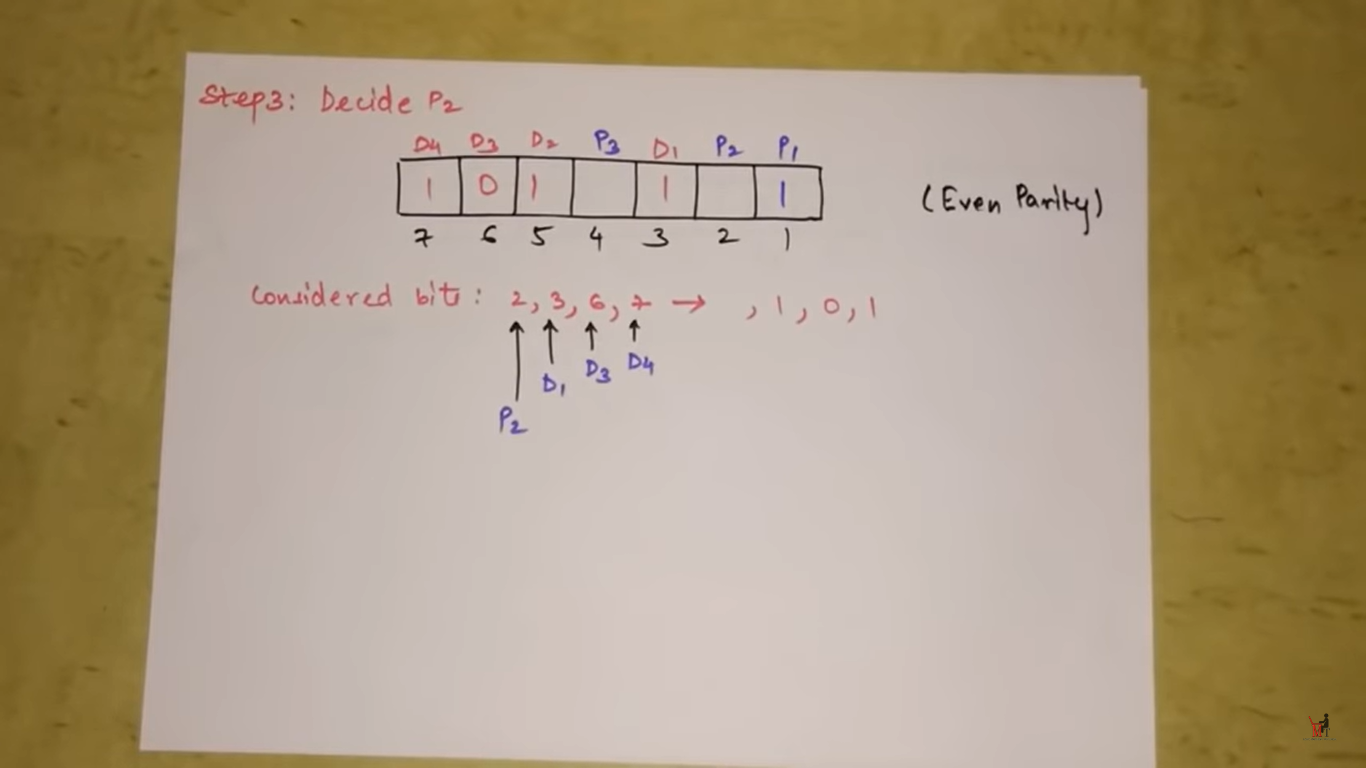 Step3: Decide P2
D4 D3 D2 P3 D1 P2 P1
1 0 1 1 1
(Even Parity)
7 6 5 4 3 2 1
Considered bits: 2, 3, 6, 7 → , 1, 0, 1
D1 D3 D4
P2